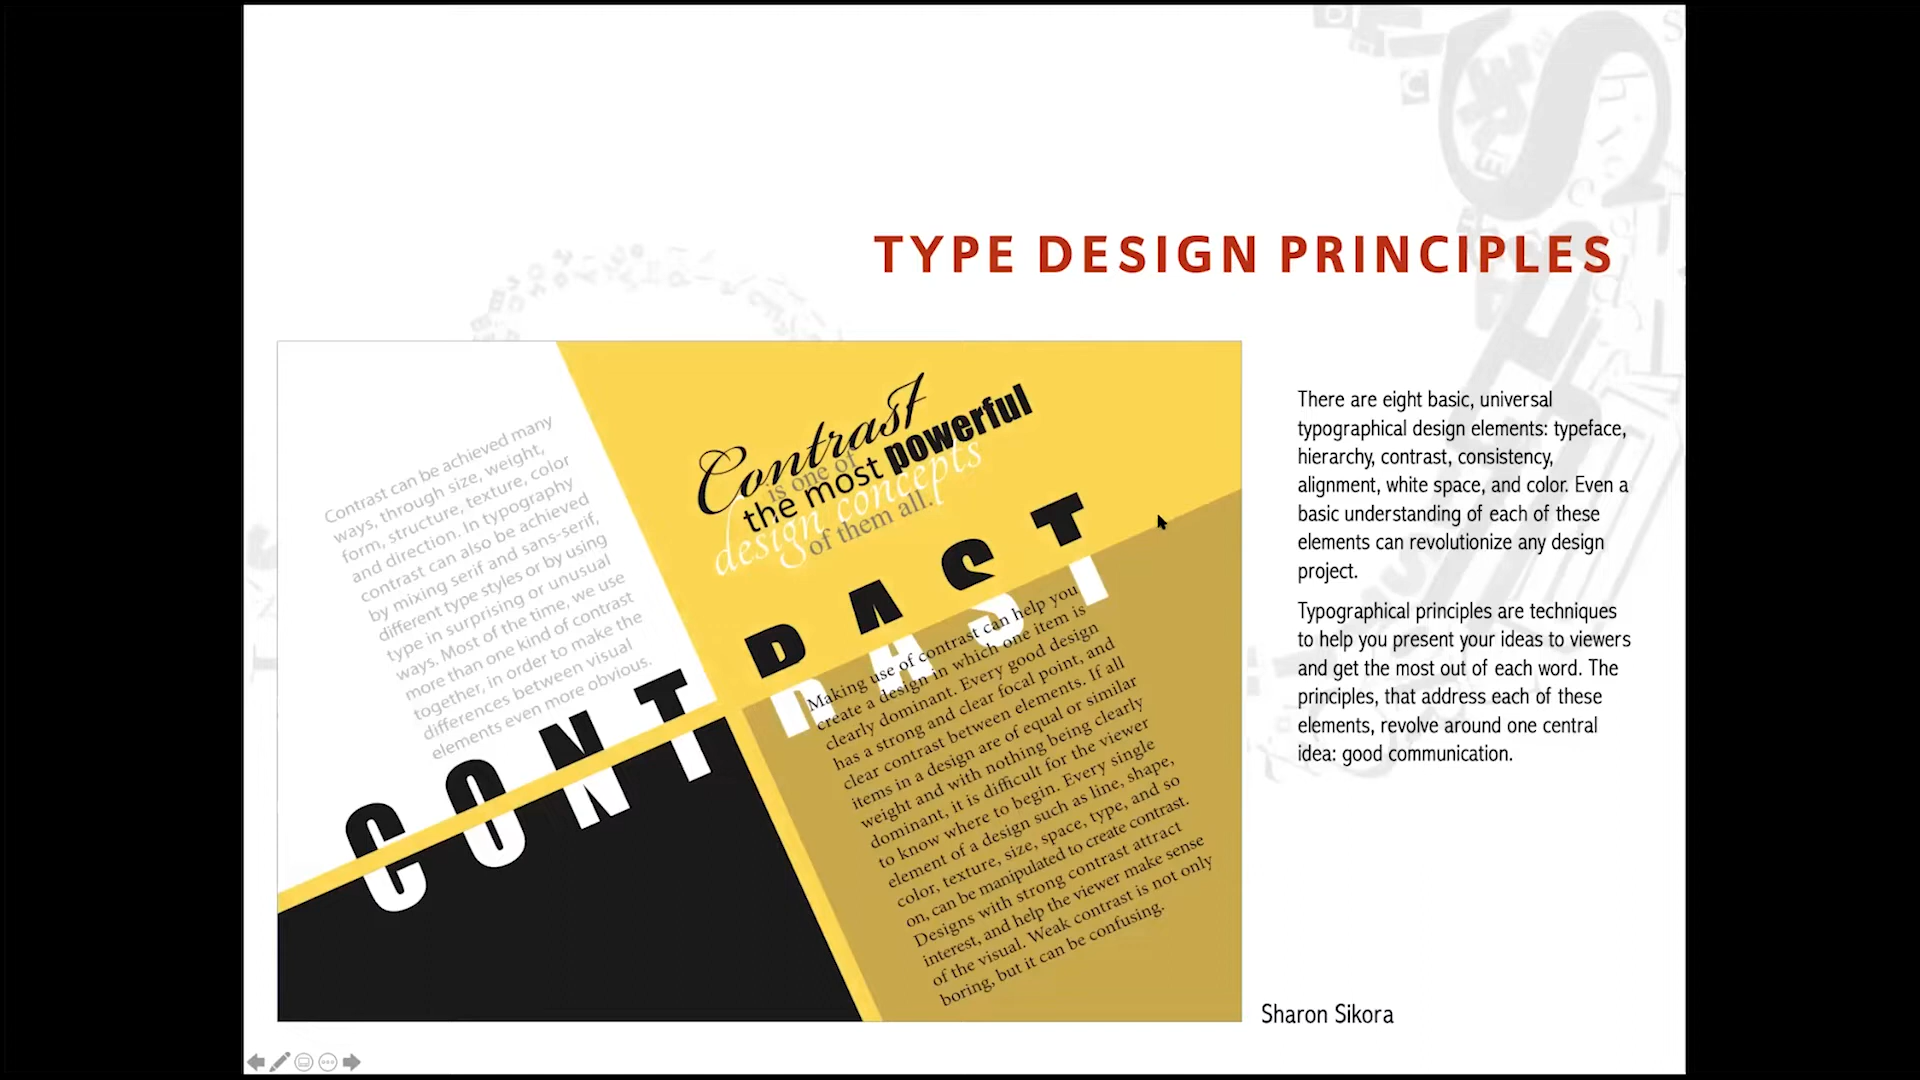 TYPE DESIGN PRINCIPLES
Contrast can be achieved many
ways, through size, weight,
form, structure, texture, color
and direction. In typography
contrast can also be achieved
by mixing serif and sans-serif,
different type styles or by using
type in surprising or unusual
ways. Most of the time, we use
more than one kind of contrast
together, in order to make the
differences between visual
elements even more obvious.
Contrast
is one of
the most powerful
design concepts
of them all.
CONTRAST
Making use of contrast can help you
create a design in which one item is
clearly dominant. Every good design
has a strong and clear focal point, and
clear contrast between elements. If all
items in a design are of equal or similar
weight and with nothing being clearly
dominant, it is difficult for the viewer
to know where to begin. Every single
element of a design such as line, shape,
color, texture, size, space, type, and so
on, can be manipulated to create contrast.
Designs with strong contrast attract
interest, and help the viewer make sense
of the visual. Weak contrast is not only
boring, but it can be confusing.
There are eight basic, universal
typographical design elements: typeface,
hierarchy, contrast, consistency,
alignment, white space, and color. Even a
basic understanding of each of these
elements can revolutionize any design
project.
Typographical principles are techniques
to help you present your ideas to viewers
and get the most out of each word. The
principles, that address each of these
elements, revolve around one central
idea: good communication.
Sharon Sikora